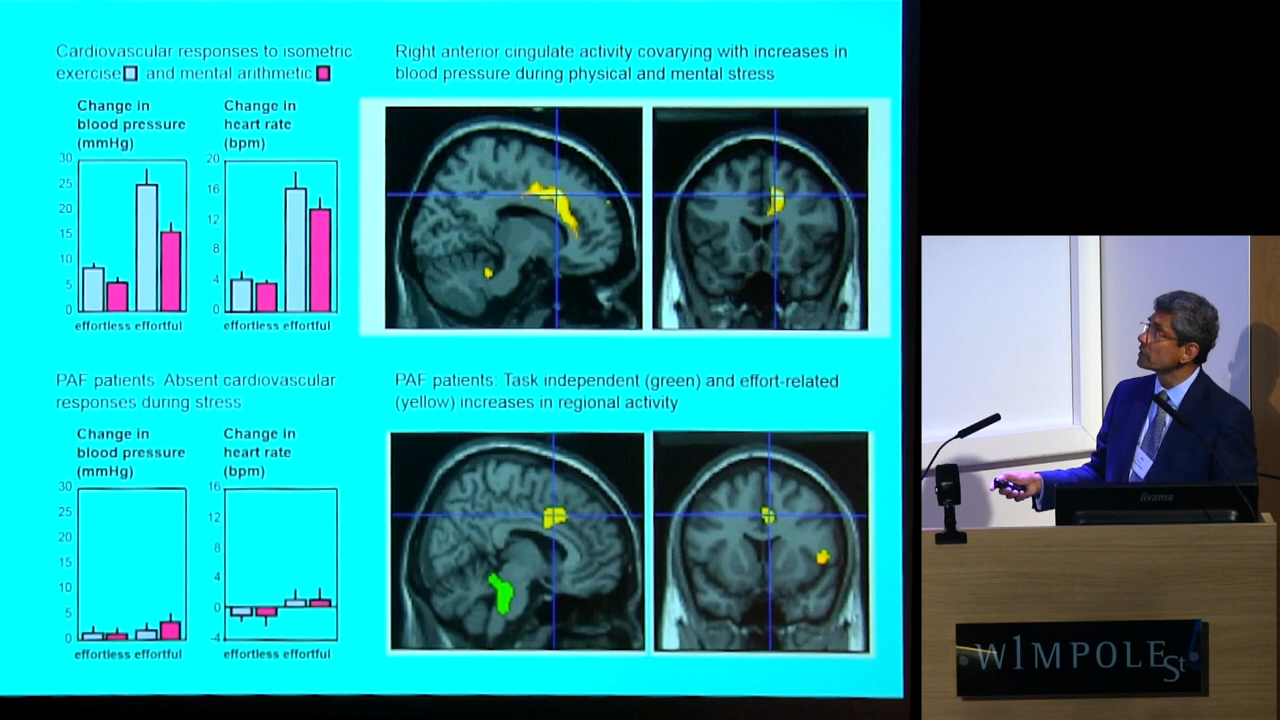 Cardiovascular responses to isometric
exercise and mental arithmetic
Change in
blood pressure
(mmHg)
30
25
20
15
10
5
0
effortless effortful
Change in
heart rate
(bpm)
20
16
12
8
4
0
effortless effortful
Right anterior cingulate activity covarying with increases in
blood pressure during physical and mental stress
PAF patients: Absent cardiovascular
responses during stress
Change in
blood pressure
(mmHg)
30
25
20
15
10
5
0
effortless effortful
Change in
heart rate
(bpm)
16
12
8
4
0
-4
effortless effortful
PAF patients: Task independent (green) and effort-related
(yellow) increases in regional activity
iiyama
W1MPOLE St